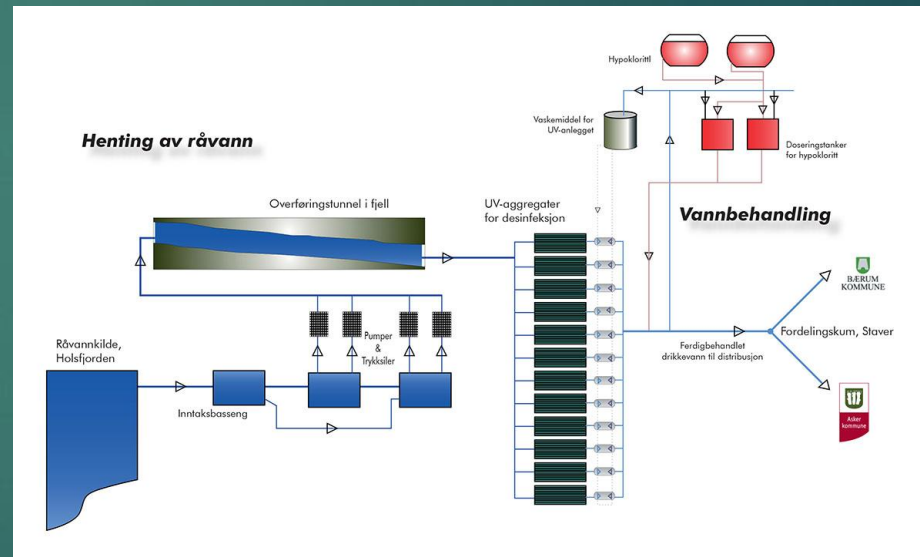 Henting av råvann
Overføringstunnel i fjell
Råvannkilde,
Holsfjorden
Inntaksbasseng
Pumper
&
Trykksiler
UV-aggregater
for desinfeksjon
Hypoklorittl
Vaskemiddel for
UV-anlegget
Doseringstanker
for hypokloritt
Vannbehandling
BÆRUM
KOMMUNE
Fordelingskum, Staver
Ferdigbehandlet
drikkevann til distribusjon
Asker
kommune